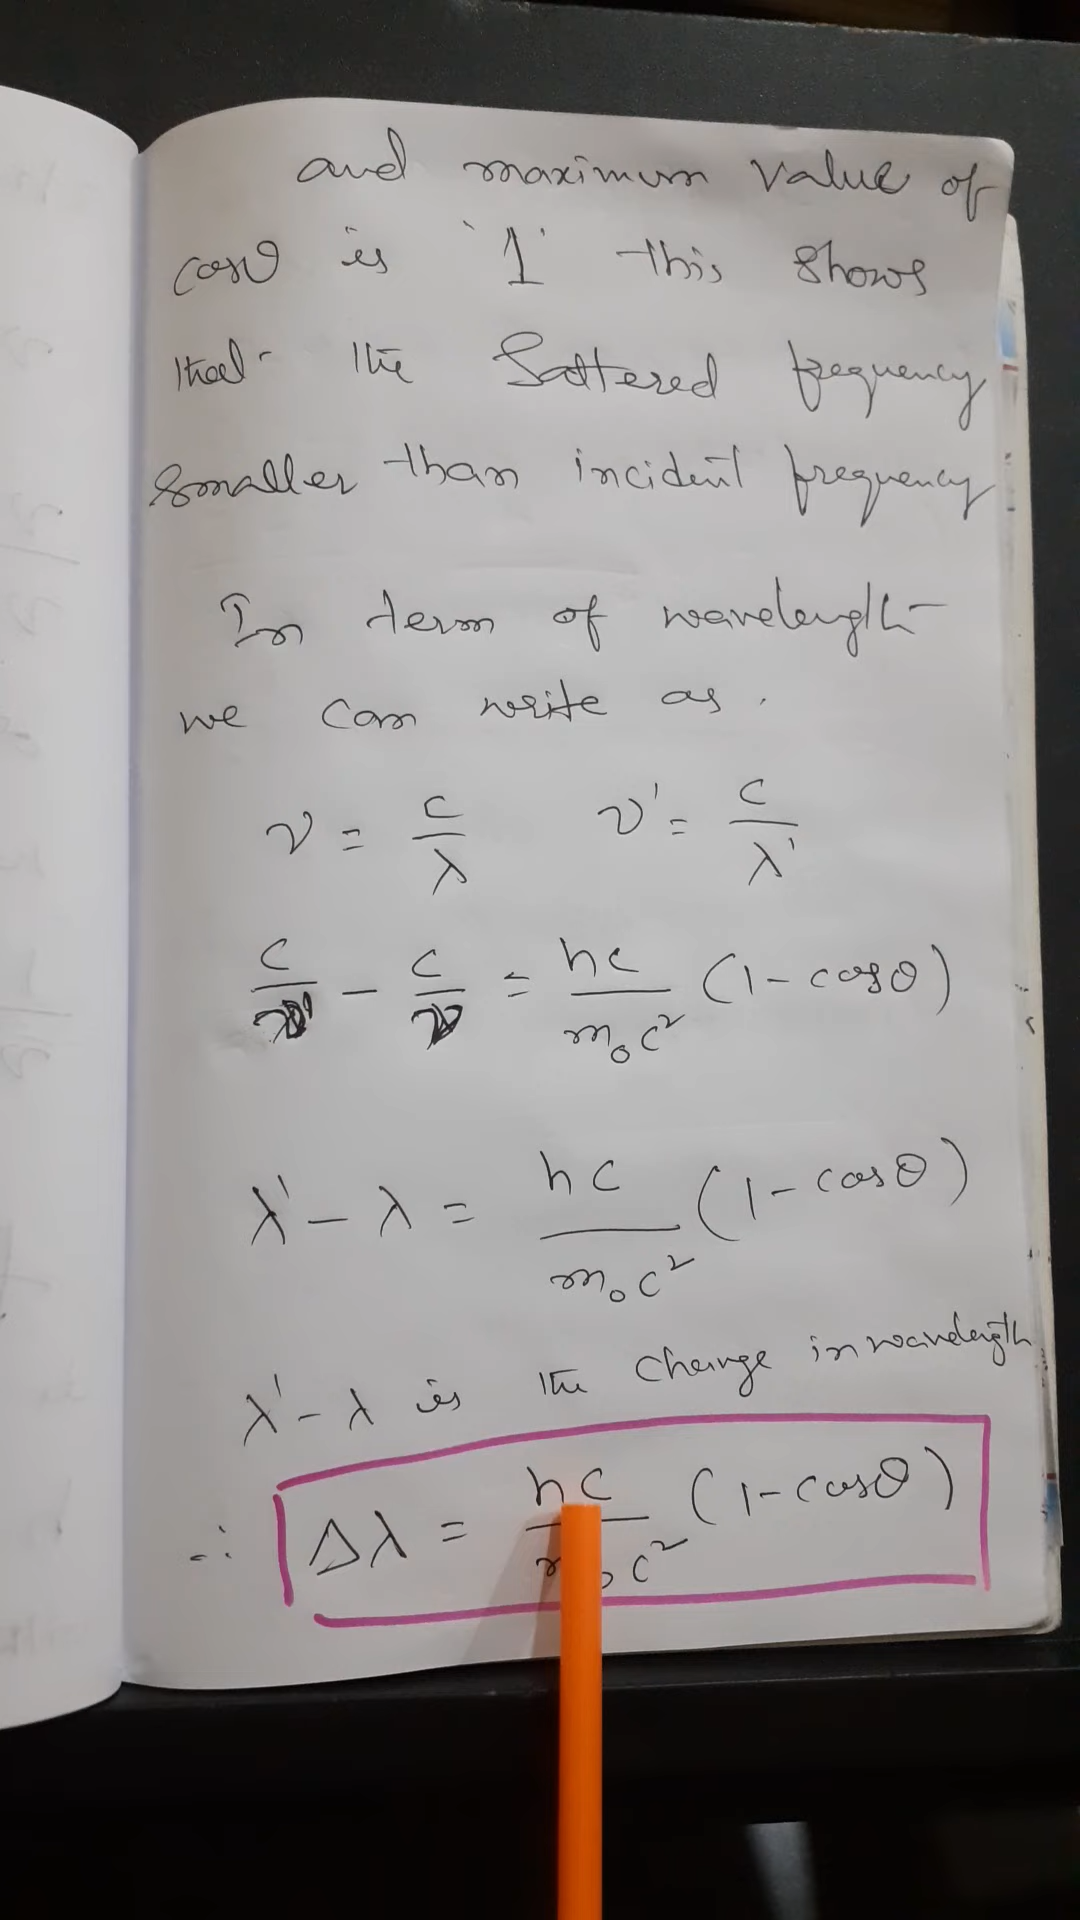 and maximum value of
cosθ is '1' this shows
that the Sattered frequency
smaller than incident frequency
In term of wavelength
we can write as.
ν = c/λ ν' = c/λ'
c/ν' - c/ν = hc/m₀c² (1-cosθ)
λ' - λ = hc/m₀c² (1-cosθ)
λ' - λ is the change in wavelength
∴ Δλ = hc/m₀c² (1-cosθ)